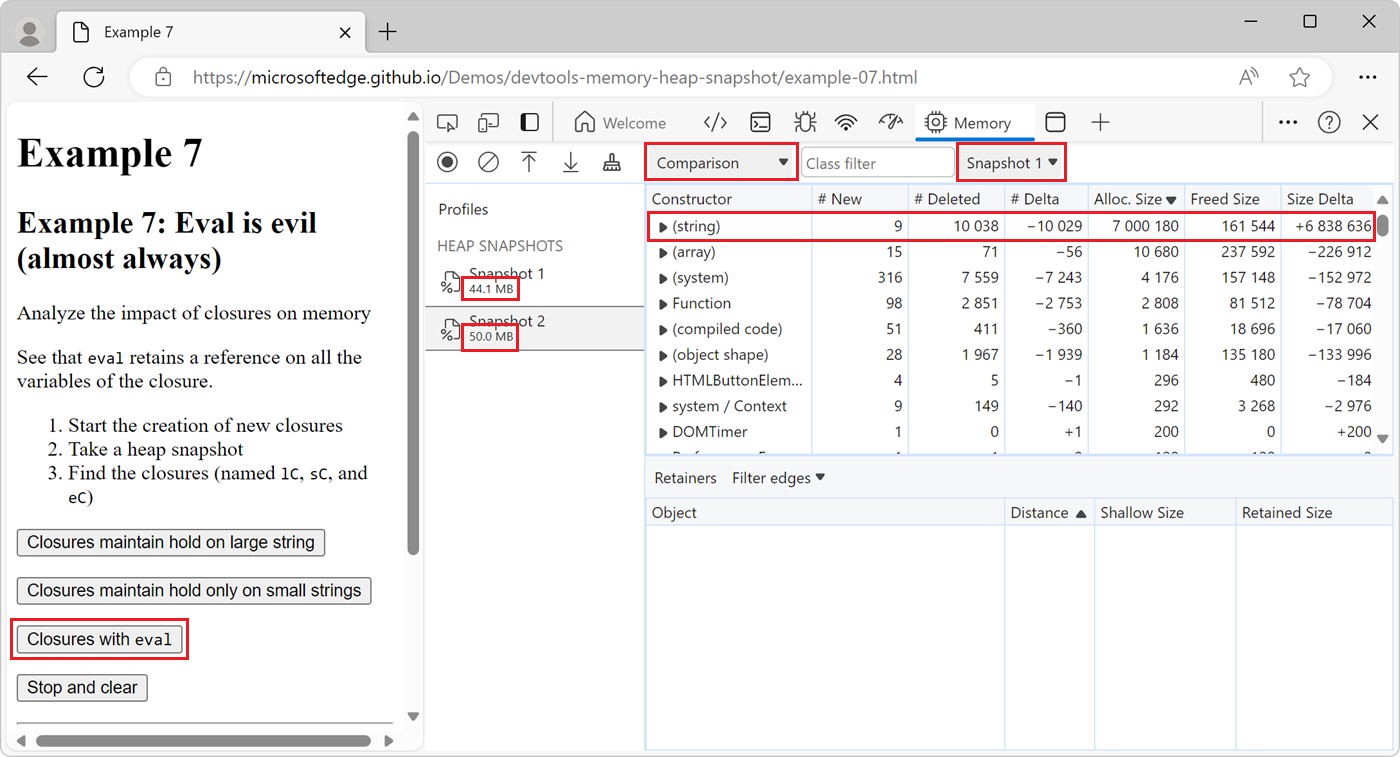 Example 7
https://microsoftedge.github.io/Demos/devtools-memory-heap-snapshot/example-07.html
Example 7
Example 7: Eval is evil
(almost always)
Analyze the impact of closures on memory
See that eval retains a reference on all the
variables of the closure.
1. Start the creation of new closures
2. Take a heap snapshot
3. Find the closures (named lC, sC, and
eC)
Closures maintain hold on large string
Closures maintain hold only on small strings
Closures with eval
Stop and clear
Welcome
Memory
Profiles
HEAP SNAPSHOTS
Snapshot 1
44.1 MB
Snapshot 2
50.0 MB
Comparison Class filter Snapshot 1
Constructor # New # Deleted # Delta Alloc. Size Freed Size Size Delta
(string) 9 10 038 −10 029 7 000 180 161 544 +6 838 636
(array) 15 71 −56 10 680 237 592 −226 912
(system) 316 7 559 −7 243 4 176 157 148 −152 972
Function 98 2 851 −2 753 2 808 81 512 −78 704
(compiled code) 51 411 −360 1 636 18 696 −17 060
(object shape) 28 1 967 −1 939 1 184 135 180 −133 996
HTMLButtonElem... 4 5 −1 296 480 −184
system / Context 9 149 −140 292 3 268 −2 976
DOMTimer 1 0 +1 200 0 +200
Retainers Filter edges
Object Distance Shallow Size Retained Size